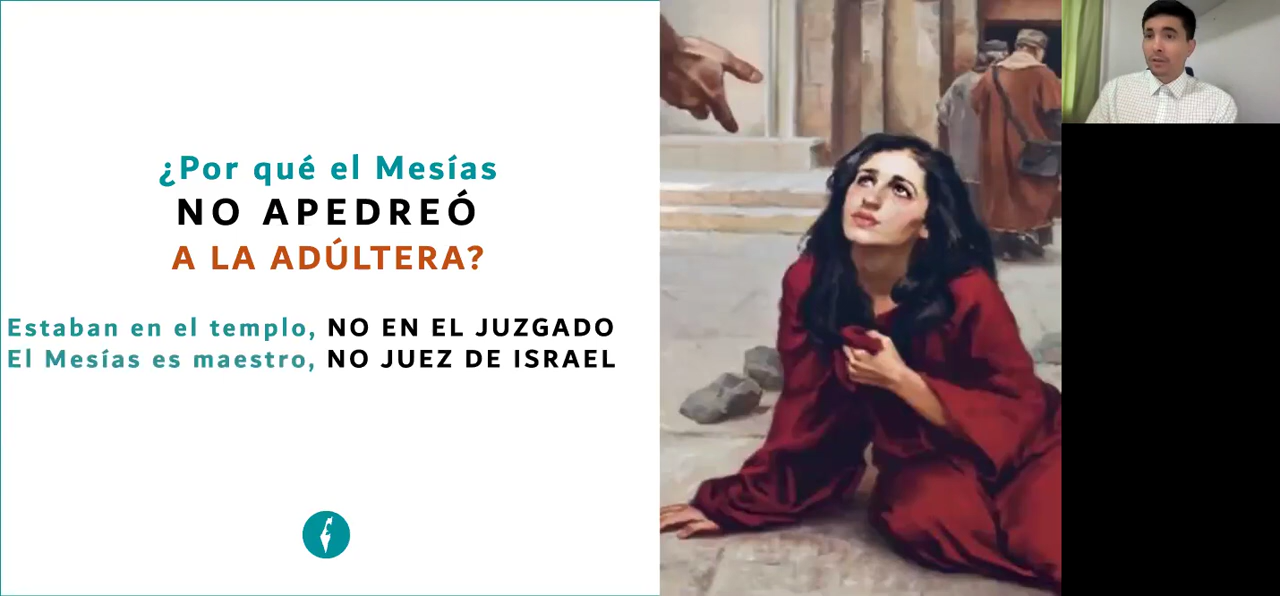 ¿Por qué el Mesías
NO APEDREÓ
A LA ADÚLTERA?
Estaban en el templo, NO EN EL JUZGADO
El Mesías es maestro, NO JUEZ DE ISRAEL